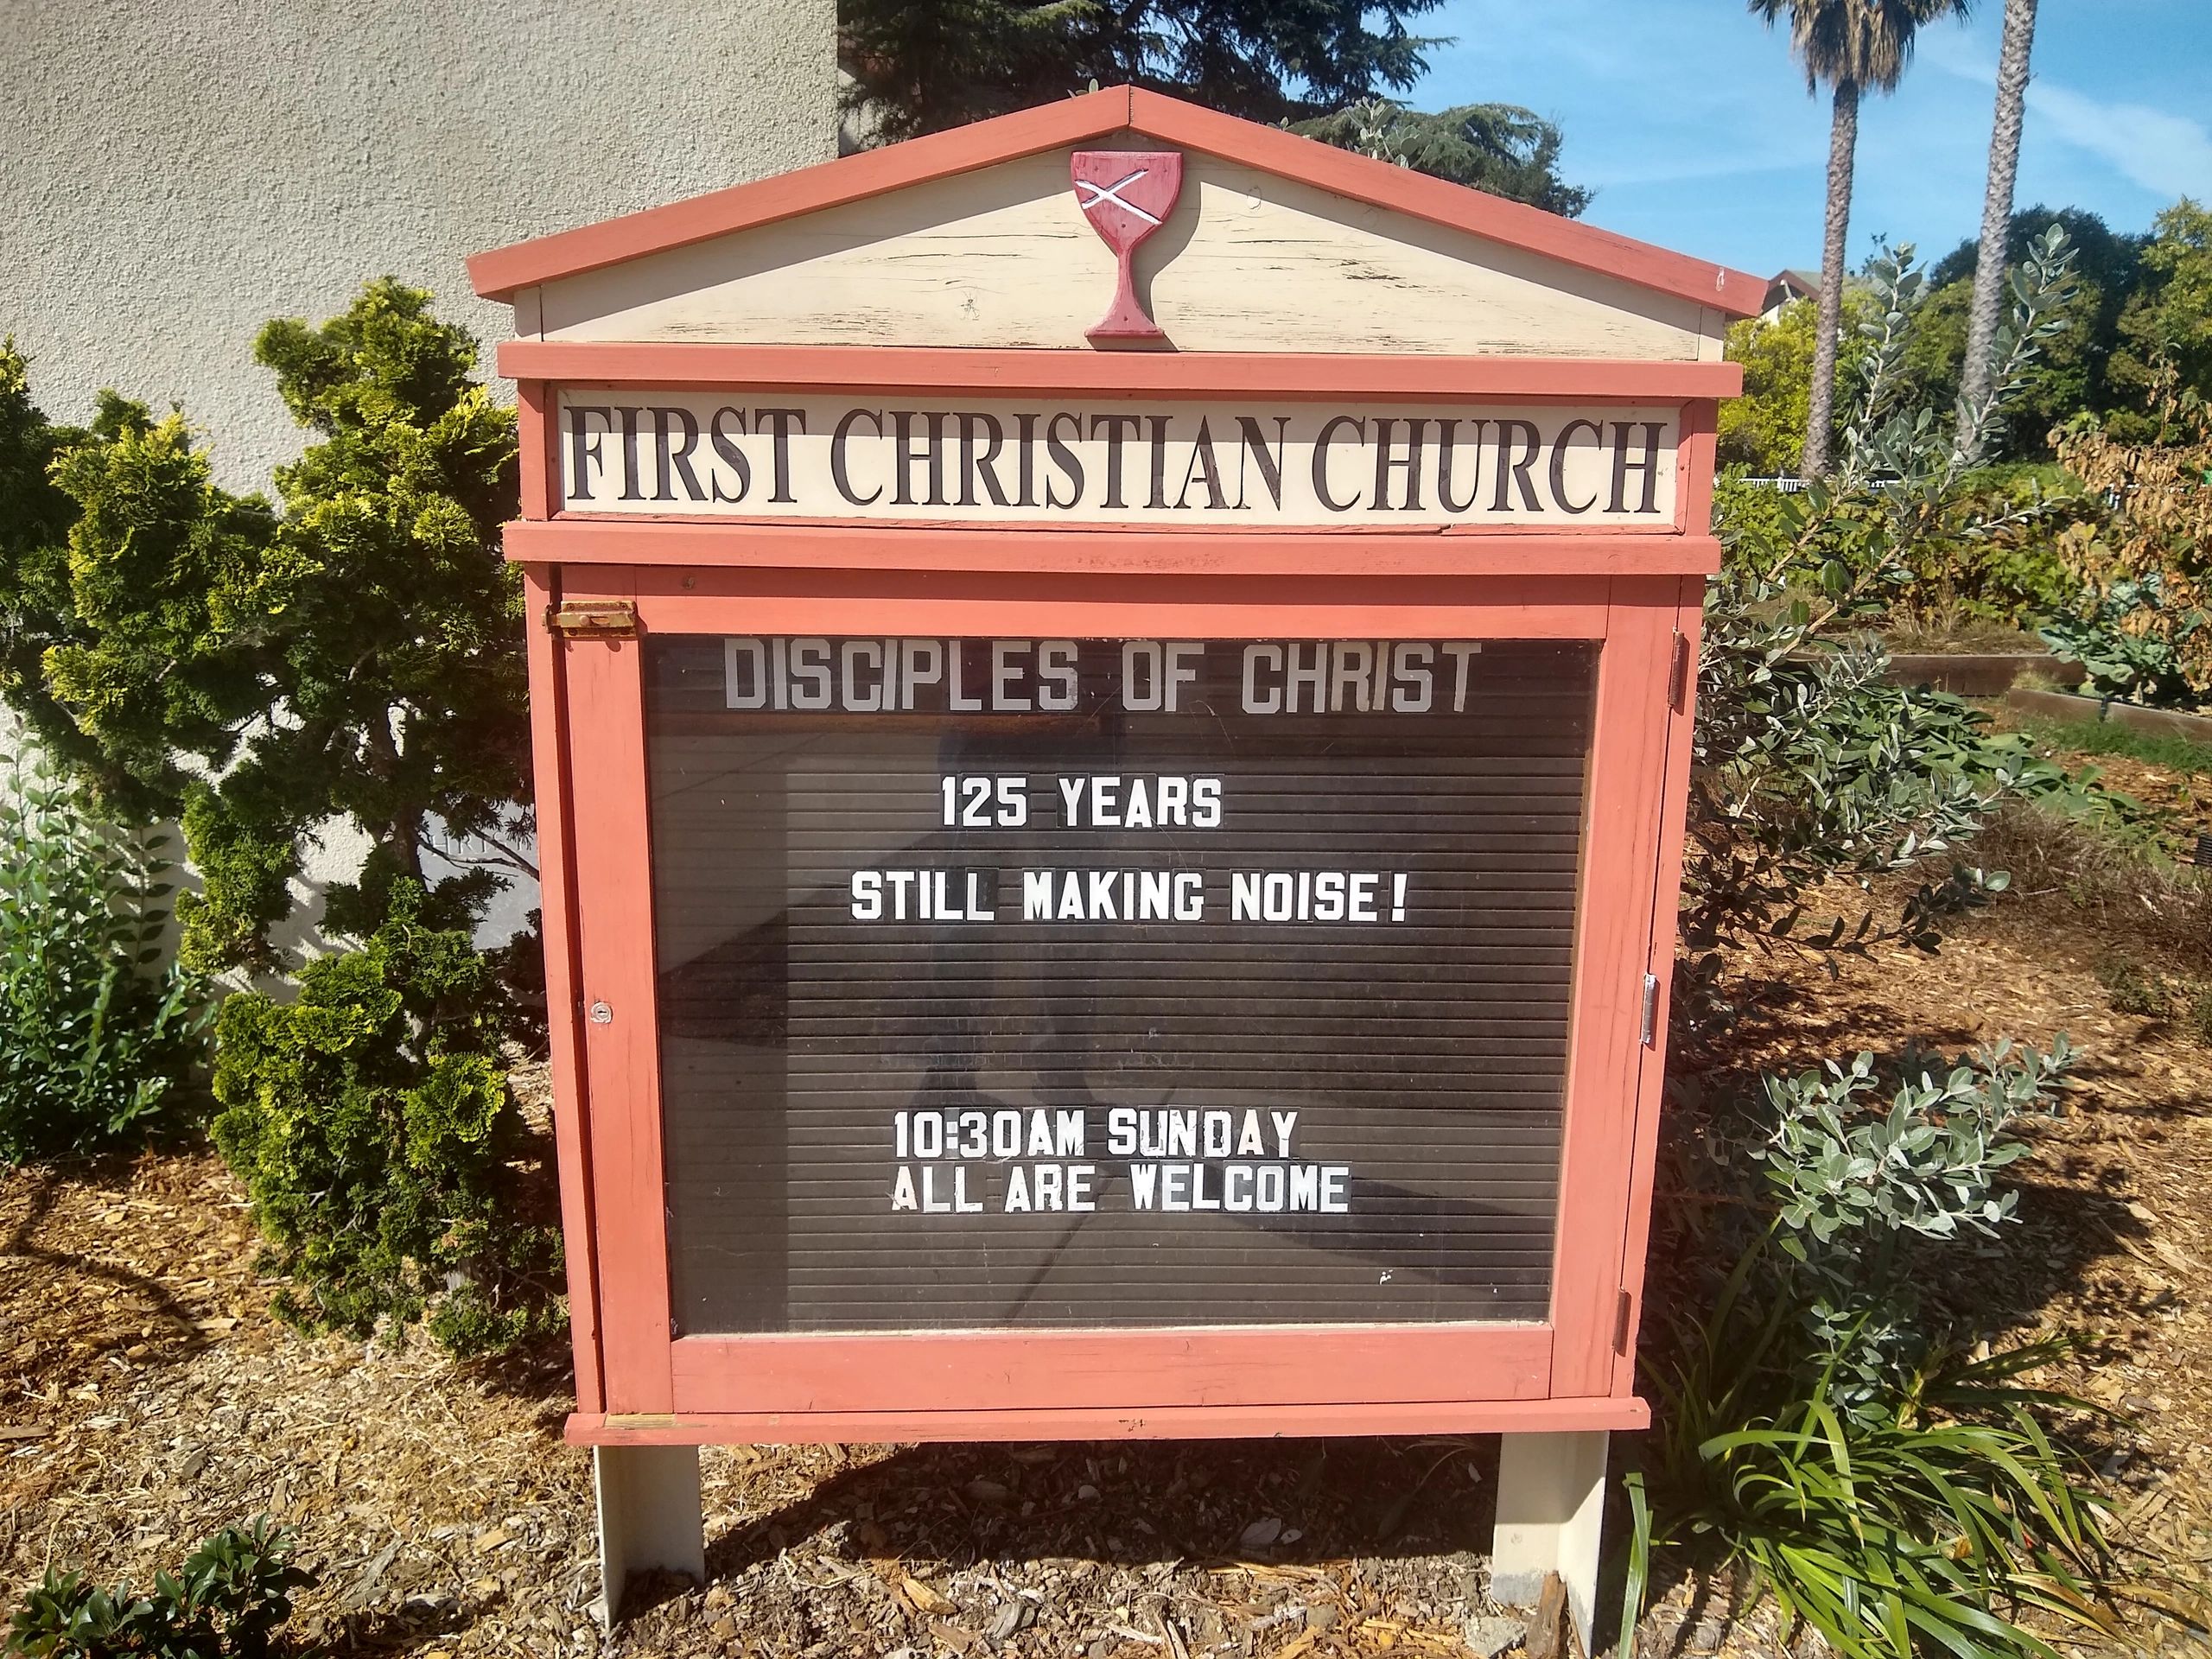 FIRST CHRISTIAN CHURCH
DISCIPLES OF CHRIST
125 YEARS
STILL MAKING NOISE!
10:30AM SUNDAY
ALL ARE WELCOME